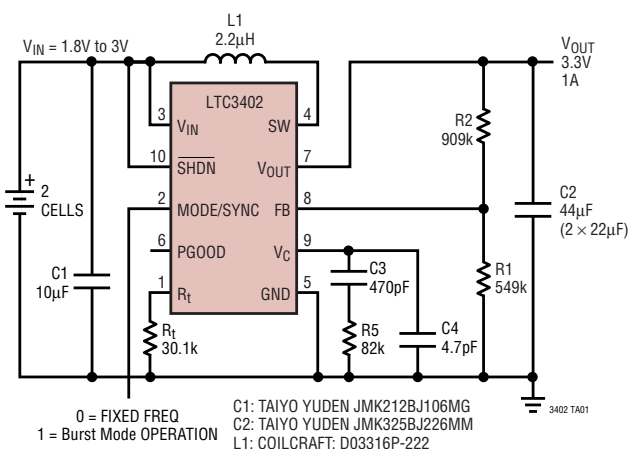 L1
2.2µH
VIN = 1.8V to 3V
VOUT
3.3V
1A
LTC3402
3
VIN
SW
4
10
SHDN
VOUT
7
2
MODE/SYNC
FB
8
6
PGOOD
VC
9
1
Rt
GND
5
+
2
CELLS
C1
10µF
Rt
30.1k
R2
909k
C2
44µF
(2 × 22µF)
C3
470pF
R1
549k
R5
82k
C4
4.7pF
0 = FIXED FREQ
1 = Burst Mode OPERATION
C1: TAIYO YUDEN JMK212BJ106MG
C2: TAIYO YUDEN JMK325BJ226MM
L1: COILCRAFT: D03316P-222
3402 TA01